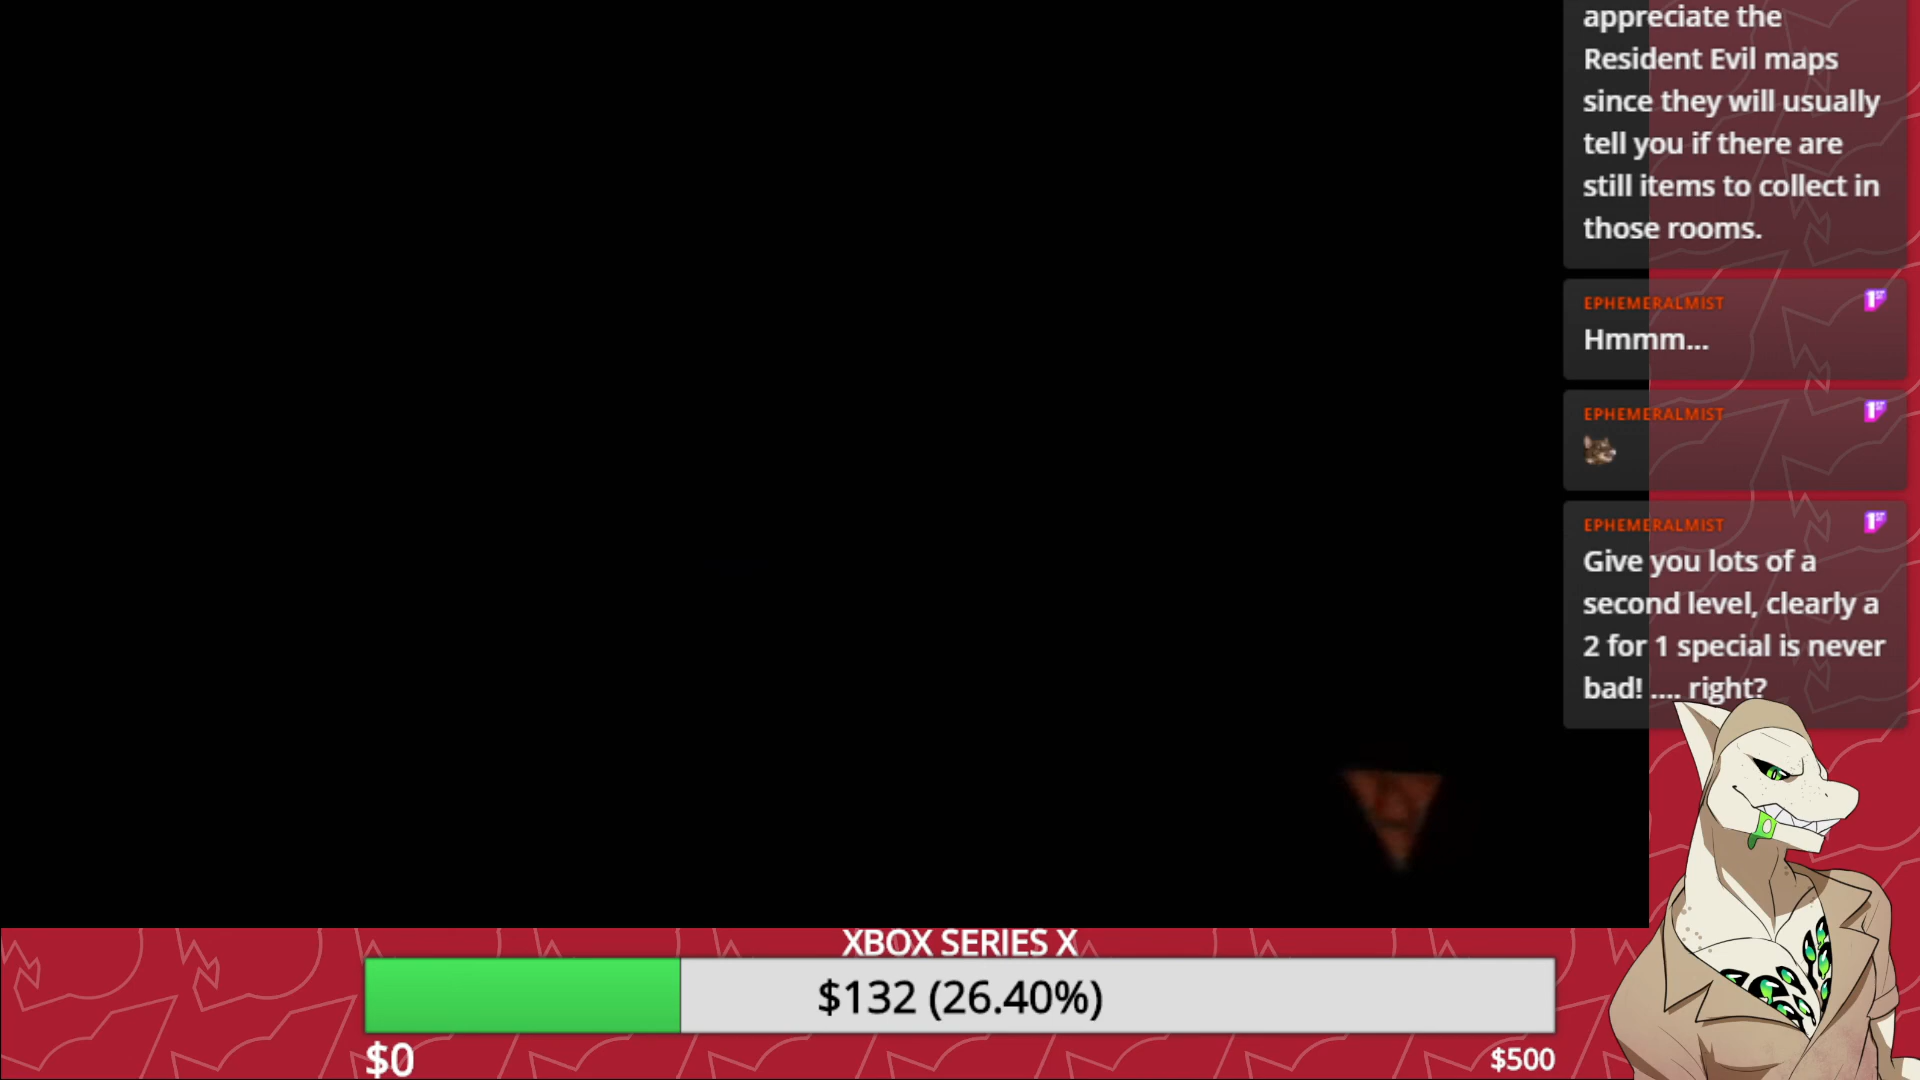 appreciate the
Resident Evil maps
since they will usually
tell you if there are
still items to collect in
those rooms.
EPHEMERALMIST
Hmmm...
EPHEMERALMIST
EPHEMERALMIST
Give you lots of a
second level, clearly a
2 for 1 special is never
bad! .... right?
XBOX SERIES X
$132 (26.40%)
$0
$500